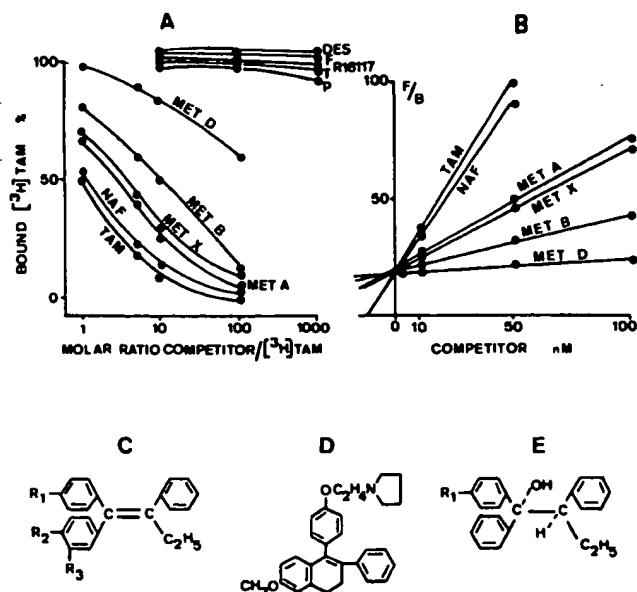 A
B
DES
F
R16117
T
P
BOUND [³H]TAM %
100
50
0
MET D
MET B
MET X
MET A
NAF
TAM
1
10
100
1000
MOLAR RATIO COMPETITOR/[³H]TAM
F/B
100
50
TAM
NAF
MET A
MET X
MET B
MET D
0
10
50
100
COMPETITOR nM
C
D
E
R₁
R₂
R₃
C=C
C₂H₅
OC₂H₄N
CH₃O
R₁
OH
C
C
H
C₂H₅